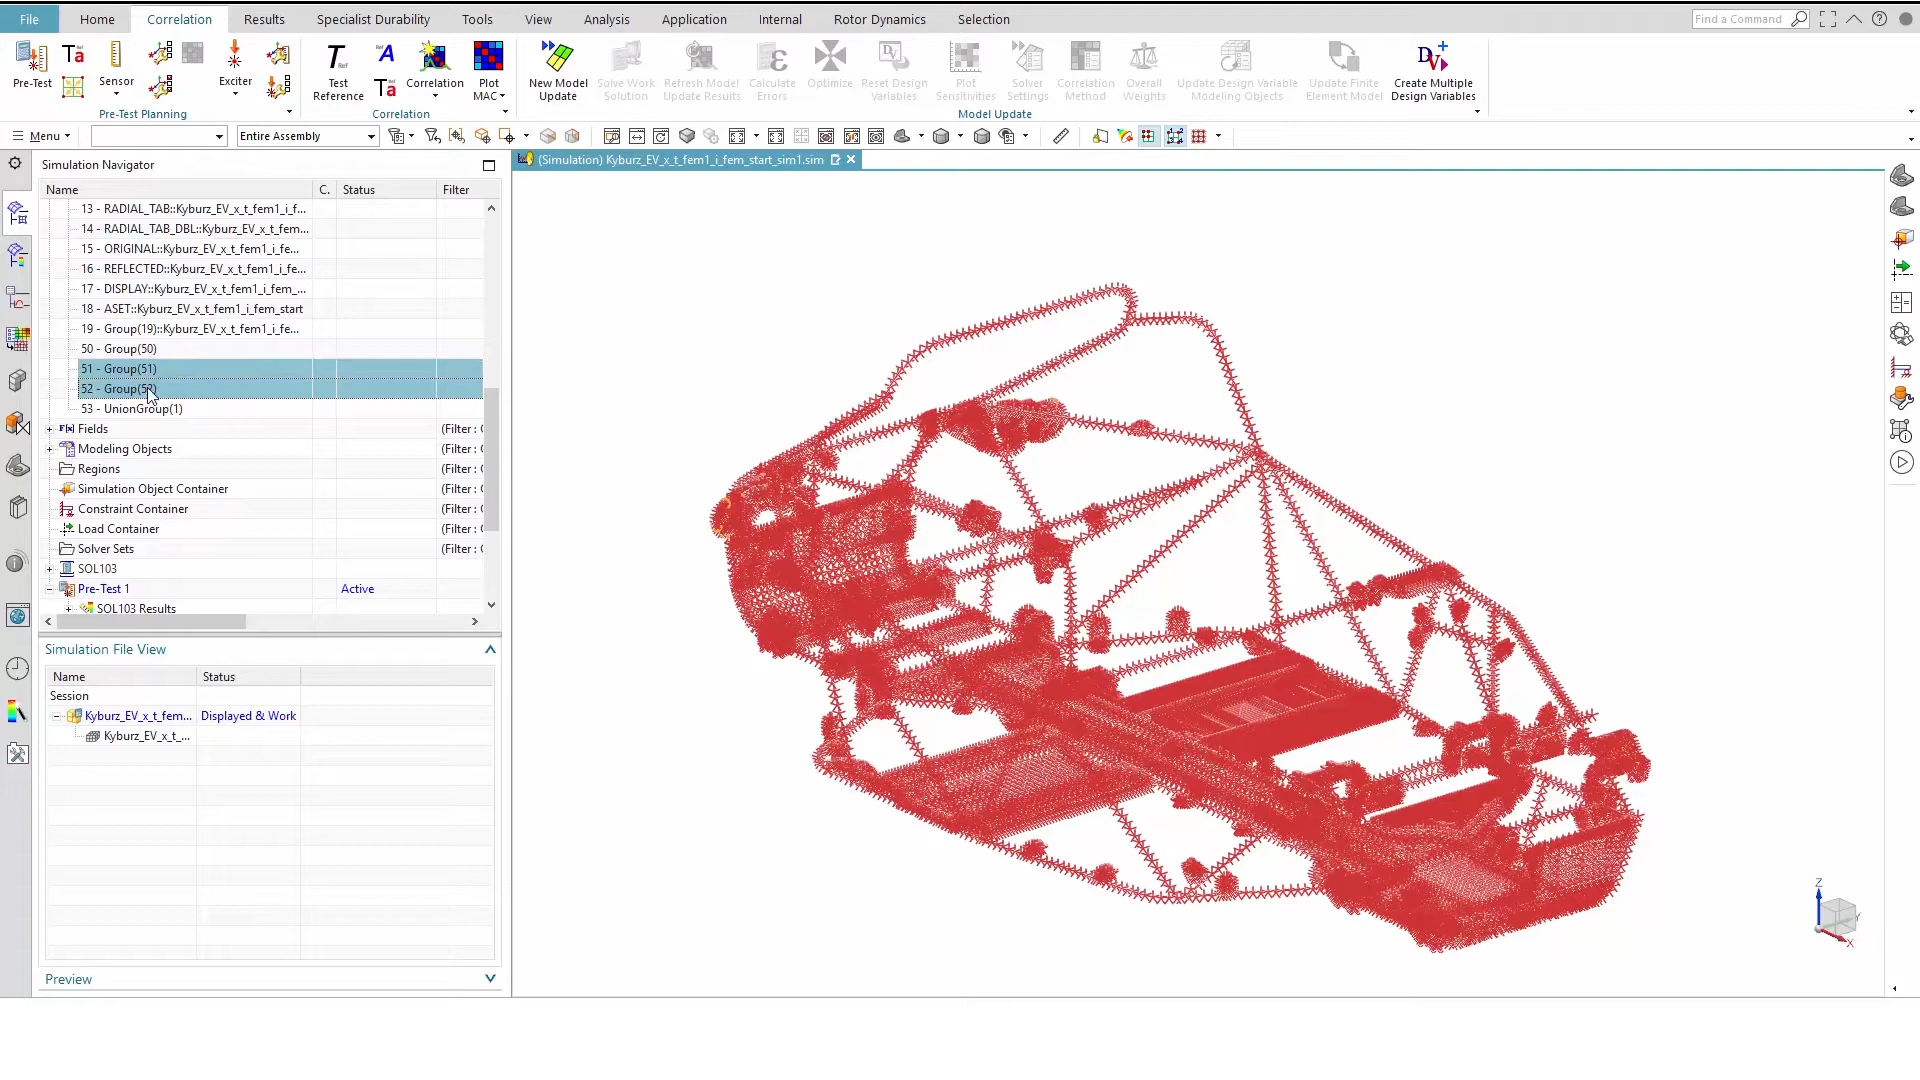 File
Home
Correlation
Results
Specialist Durability
Tools
View
Analysis
Application
Internal
Rotor Dynamics
Selection
Find a Command
Pre-Test
Sensor
Exciter
Pre-Test Planning
Test
Reference
Correlation
Plot
MAC
Correlation
New Model
Update
Solve Work
Solution
Refresh Model
Update Results
Calculate
Errors
Optimize
Reset Design
Variables
Plot
Sensitivities
Solver
Settings
Correlation
Method
Overall
Weights
Update Design Variable
Modeling Objects
Update Finite
Element Model
Create Multiple
Design Variables
Model Update
Menu
Entire Assembly
Simulation Navigator
(Simulation) Kyburz_EV_x_t_fem1_i_fem_start_sim1.sim
Name C. Status Filter
13 - RADIAL_TAB::Kyburz_EV_x_t_fem1_i_f...
14 - RADIAL_TAB_DBL::Kyburz_EV_x_t_fem...
15 - ORIGINAL::Kyburz_EV_x_t_fem1_i_fe...
16 - REFLECTED::Kyburz_EV_x_t_fem1_i_fe...
17 - DISPLAY::Kyburz_EV_x_t_fem1_i_fem_...
18 - ASET::Kyburz_EV_x_t_fem1_i_fem_start
19 - Group(19)::Kyburz_EV_x_t_fem1_i_fe...
50 - Group(50)
51 - Group(51)
52 - Group(52)
53 - UnionGroup(1)
Fields (Filter :
Modeling Objects (Filter :
Regions (Filter :
Simulation Object Container (Filter :
Constraint Container (Filter :
Load Container (Filter :
Solver Sets (Filter :
SOL103
Pre-Test 1 Active
SOL103 Results
Simulation File View
Name Status
Session
Kyburz_EV_x_t_fem... Displayed & Work
Kyburz_EV_x_t_...
Preview
Z
Y
X